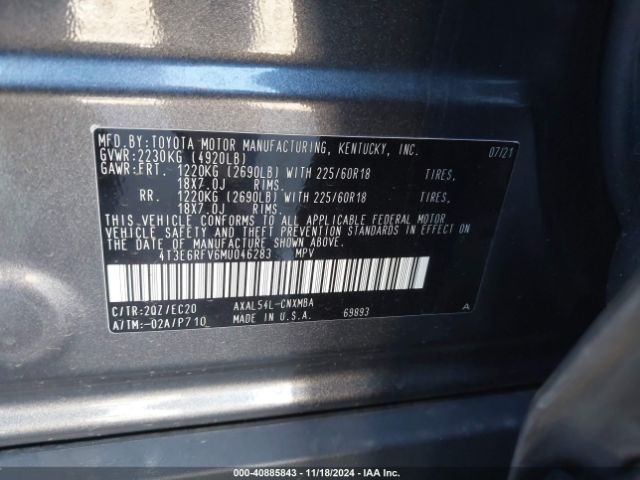 MFD.BY:TOYOTA MOTOR MANUFACTURING, KENTUCKY, INC. 07/21
GVWR:2230KG (4920LB)
GAWR:FRT. 1220KG (2690LB) WITH 225/60R18 TIRES,
18X7.0J RIMS.
RR. 1220KG (2690LB) WITH 225/60R18 TIRES,
18X7.0J RIMS.
THIS VEHICLE CONFORMS TO ALL APPLICABLE FEDERAL MOTOR
VEHICLE SAFETY AND THEFT PREVENTION STANDARDS IN EFFECT
ON THE DATE OF MANUFACTURE SHOWN ABOVE.
4T3E6RFV6MU046283 MPV
C/TR:2QZ/EC20 AXAL54L-CNXMBA
A7TM:-02A/P710 MADE IN U.S.A. 69893 A
000-40885843 - 11/18/2024 - IAA Inc.